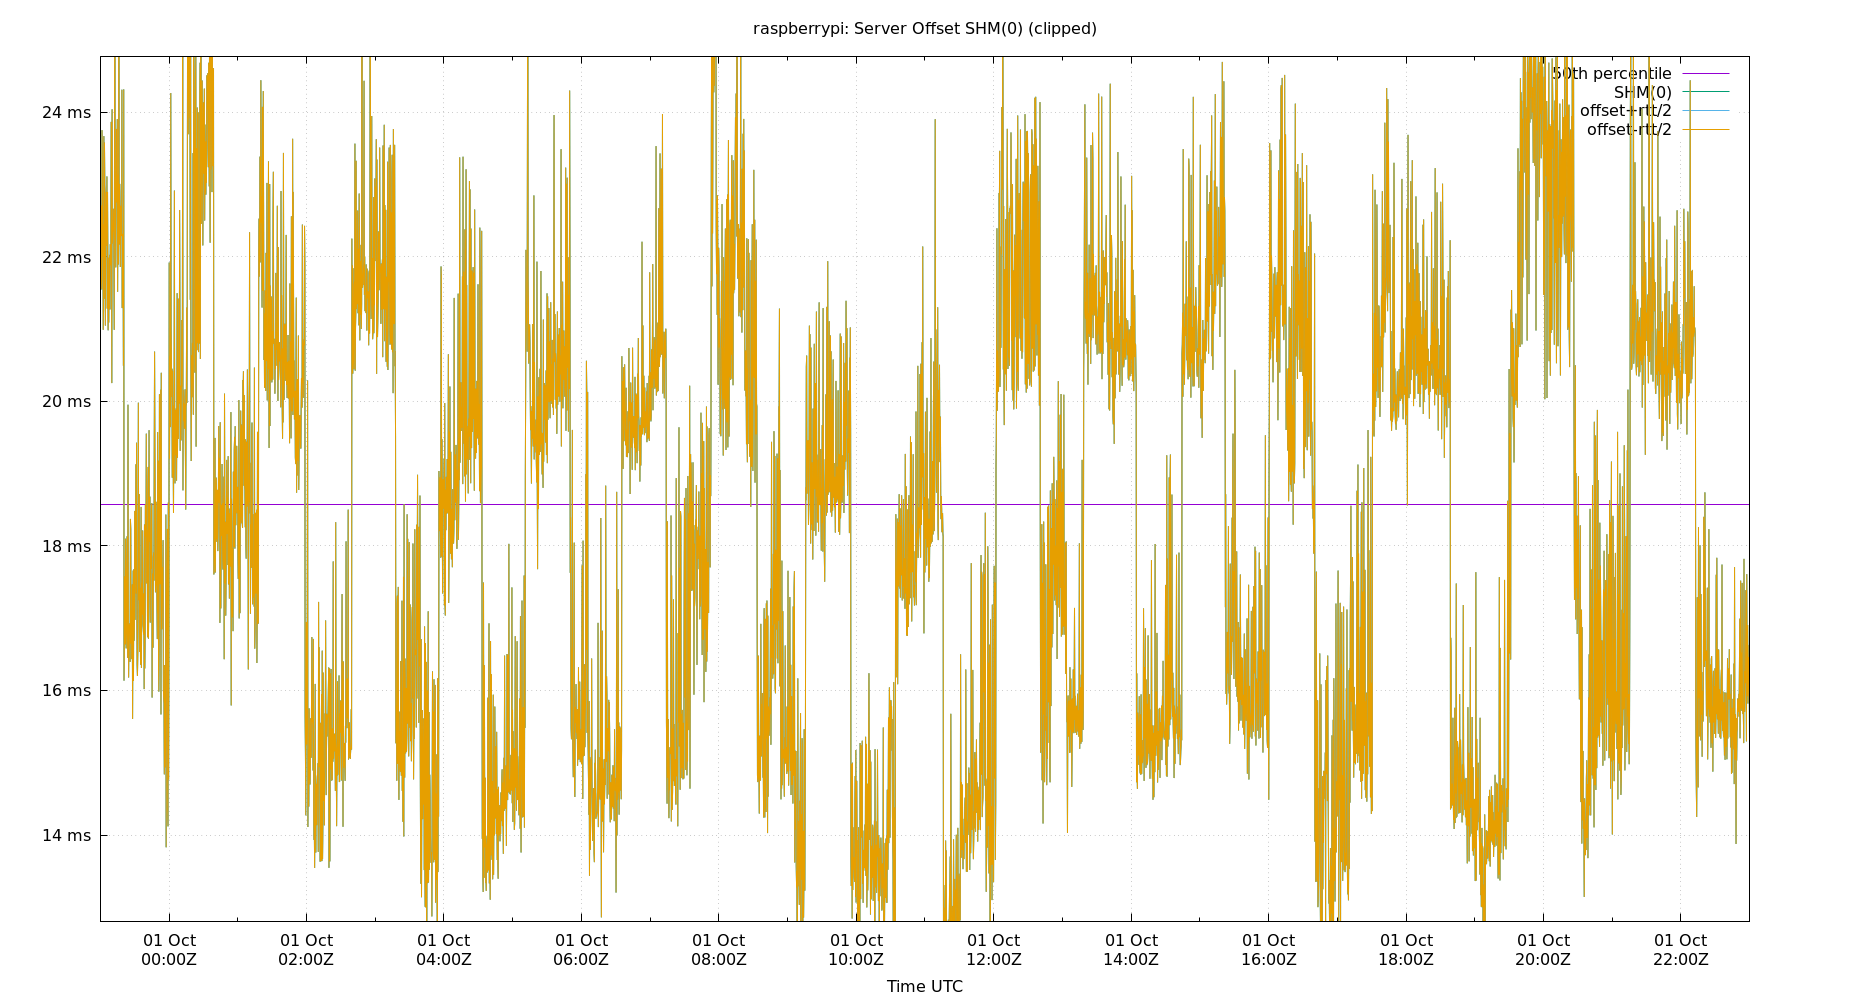 raspberrypi: Server Offset SHM(0) (clipped)
50th percentile
SHM(0)
offset+rtt/2
offset-rtt/2
24 ms
22 ms
20 ms
18 ms
16 ms
14 ms
01 Oct 01 Oct 01 Oct 01 Oct 01 Oct 01 Oct 01 Oct 01 Oct 01 Oct 01 Oct 01 Oct 01 Oct
00:00Z 02:00Z 04:00Z 06:00Z 08:00Z 10:00Z 12:00Z 14:00Z 16:00Z 18:00Z 20:00Z 22:00Z
Time UTC